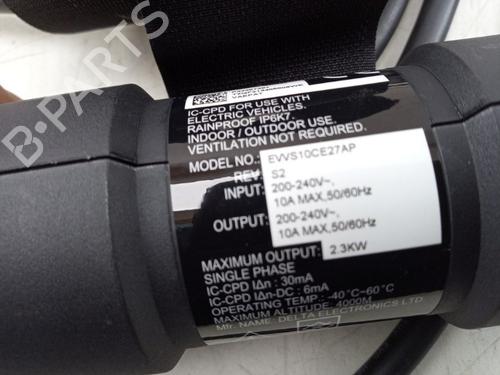 IC-CPD FOR USE WITH
ELECTRIC VEHICLES.
RAINPROOF IP6K7.
INDOOR / OUTDOOR USE.
VENTILATION NOT REQUIRED.
MODEL NO.: EVVS10CE27AP
REV: S2
INPUT: 200-240V~,
10A MAX,50/60Hz
OUTPUT: 200-240V~,
10A MAX,50/60Hz
MAXIMUM OUTPUT: 2.3KW
SINGLE PHASE
IC-CPD IΔn: 30mA
IC-CPD IΔn-DC: 6mA
OPERATING TEMP.: -40°C~60°C
MAXIMUM ALTITUDE: 4000M
Mfr. NAME: DELTA ELECTRONICS LTD